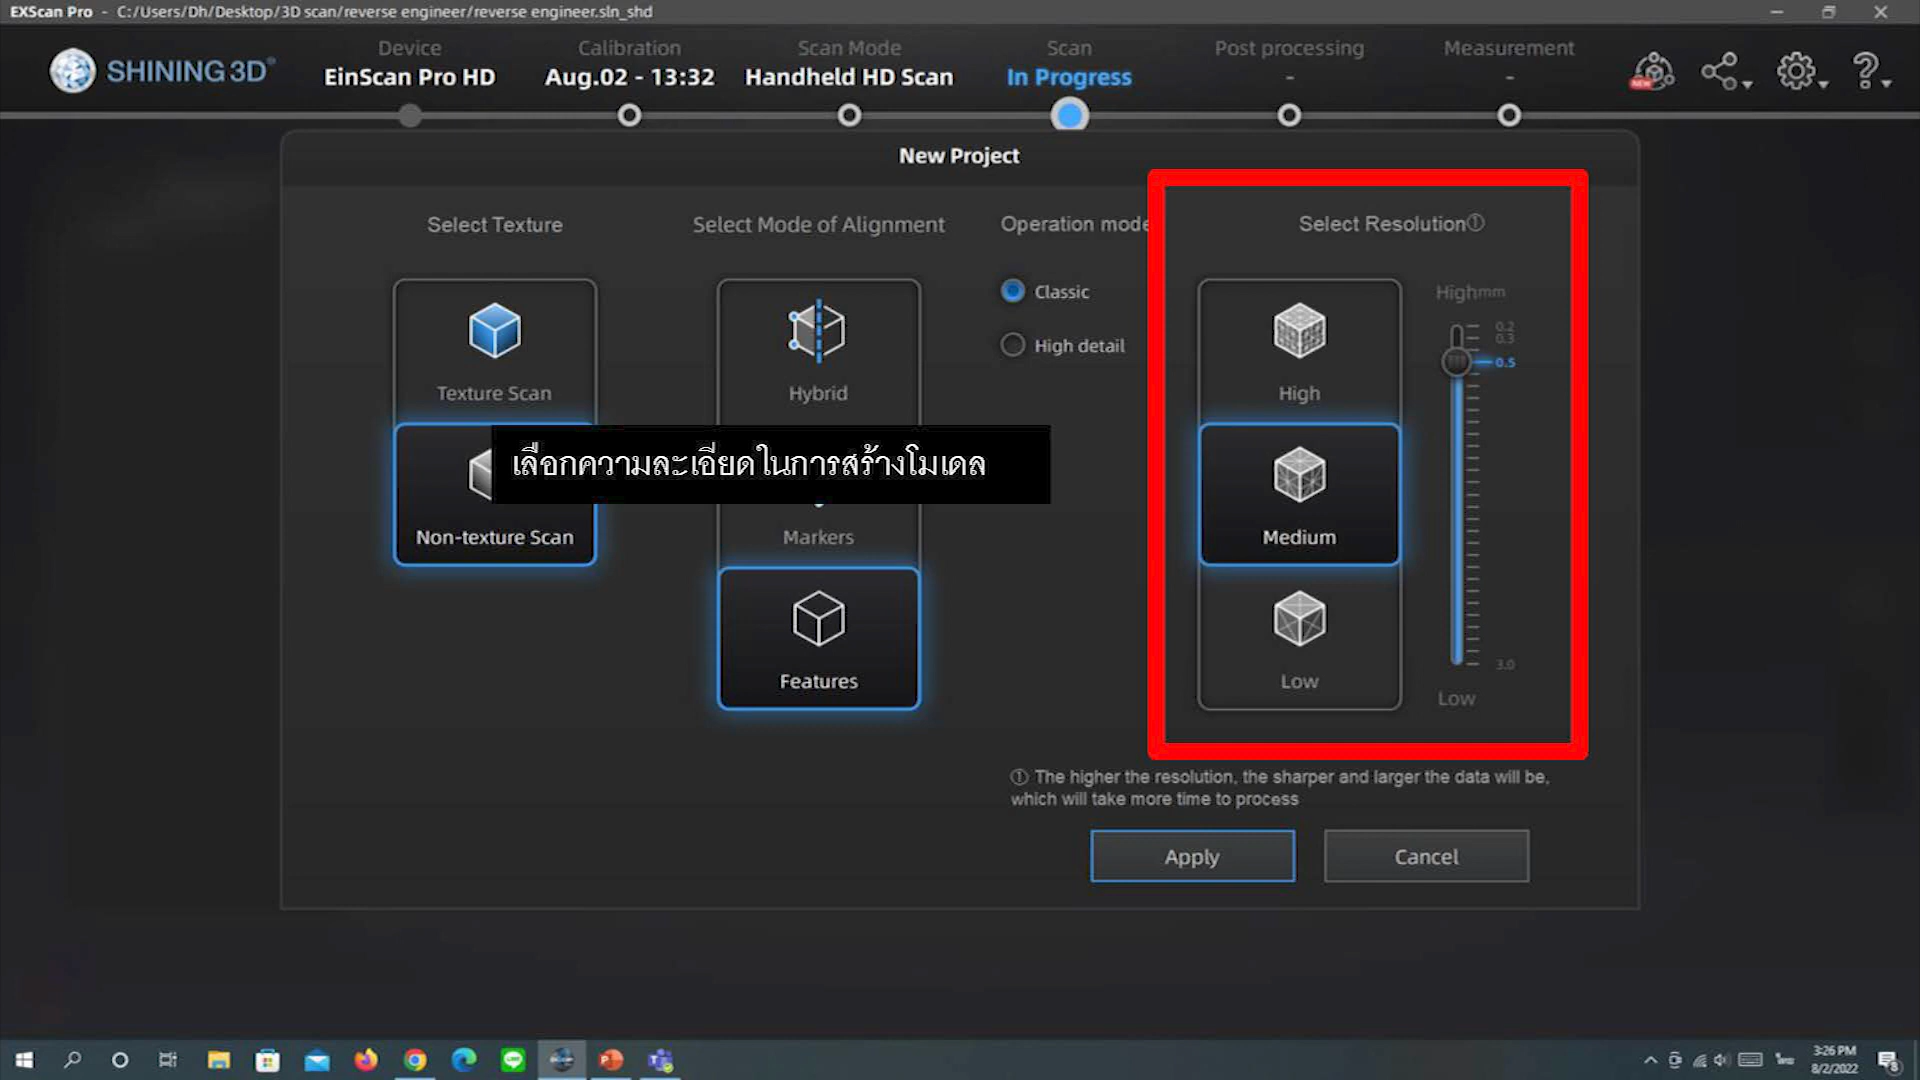 EXScan Pro - C:/Users/Dh/Desktop/3D scan/reverse engineer/reverse engineer.sln_shd
SHINING 3D®
Device
EinScan Pro HD
Calibration
Aug.02 - 13:32
Scan Mode
Handheld HD Scan
Scan
In Progress
Post processing
-
Measurement
-
NEW
New Project
Select Texture
Texture Scan
Non-texture Scan
Select Mode of Alignment
Hybrid
Markers
Features
เลือกความละเอียดในการสร้างโมเดล
Operation mode
Classic
High detail
Select Resolution①
High
Medium
Low
Highmm
0.2
0.3
0.5
3.0
Low
① The higher the resolution, the sharper and larger the data will be,
which will take more time to process
Apply
Cancel
3:26 PM
8/2/2022